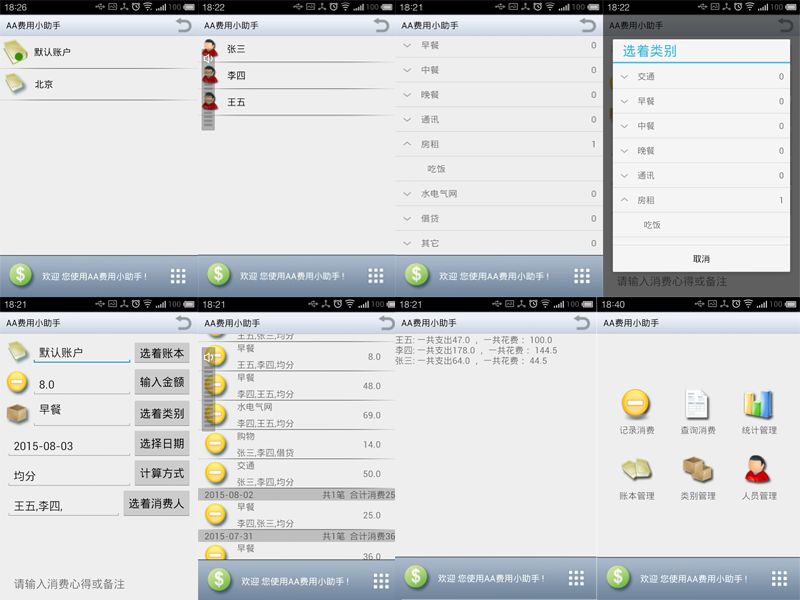 18:26
100
AA费用小助手
默认账户
北京
欢迎 您使用AA费用小助手!
18:22
100
AA费用小助手
张三
李四
王五
欢迎 您使用AA费用小助手!
18:21
100
AA费用小助手
早餐 0
中餐 0
晚餐 0
通讯 0
房租 1
吃饭
水电气网 0
借贷 0
其它 0
欢迎 您使用AA费用小助手!
18:22
100
AA费用小助手
选着类别
交通 0
早餐 0
中餐 0
晚餐 0
通讯 0
房租 1
吃饭
取消
请输入消费心得或备注
18:21
100
AA费用小助手
默认账户 选着账本
8.0 输入金额
早餐 选着类别
2015-08-03 选择日期
均分 计算方式
王五,李四, 选着消费人
请输入消费心得或备注
18:21
100
AA费用小助手
王五,张三,均分
早餐 8.0
王五,李四,均分
早餐 48.0
李四,王五,均分
水电气网 69.0
李四,王五,均分
购物 14.0
张三,李四,借贷
交通 50.0
张三,李四,均分
2015-08-02 共1笔 合计消费25
早餐 25.0
李四,张三,均分
2015-07-31 共1笔 合计消费36
早餐 36.0
欢迎 您使用AA费用小助手!
18:21
100
AA费用小助手
王五: 一共支出47.0 , 一共花费 : 100.0
李四: 一共支出178.0 , 一共花费 : 144.5
张三: 一共支出64.0 , 一共花费 : 44.5
欢迎 您使用AA费用小助手!
18:40
100
AA费用小助手
记录消费 查询消费 统计管理
账本管理 类别管理 人员管理
欢迎 您使用AA费用小助手!